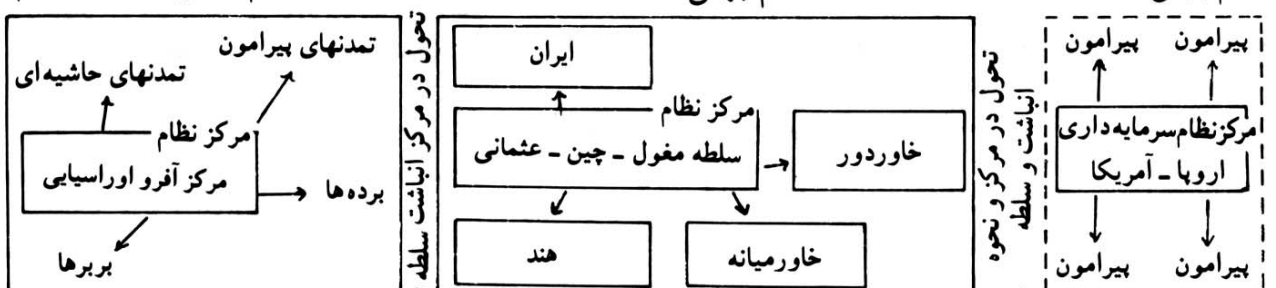 تمدنهای پیرامون
تمدنهای حاشیه‌ای
مرکز نظام
مرکز آفرو اوراسیایی
برده‌ها
بربرها
تحول در مرکز انباشت سلطه
ایران
مرکز نظام
سلطه مغول ـ چین ـ عثمانی
خاوردور
هند
خاورمیانه
تحول در مرکز و نحوه
انباشت و سلطه
پیرامون
پیرامون
مرکزنظام‌سرمایه‌داری
اروپا ـ آمریکا
پیرامون
پیرامون